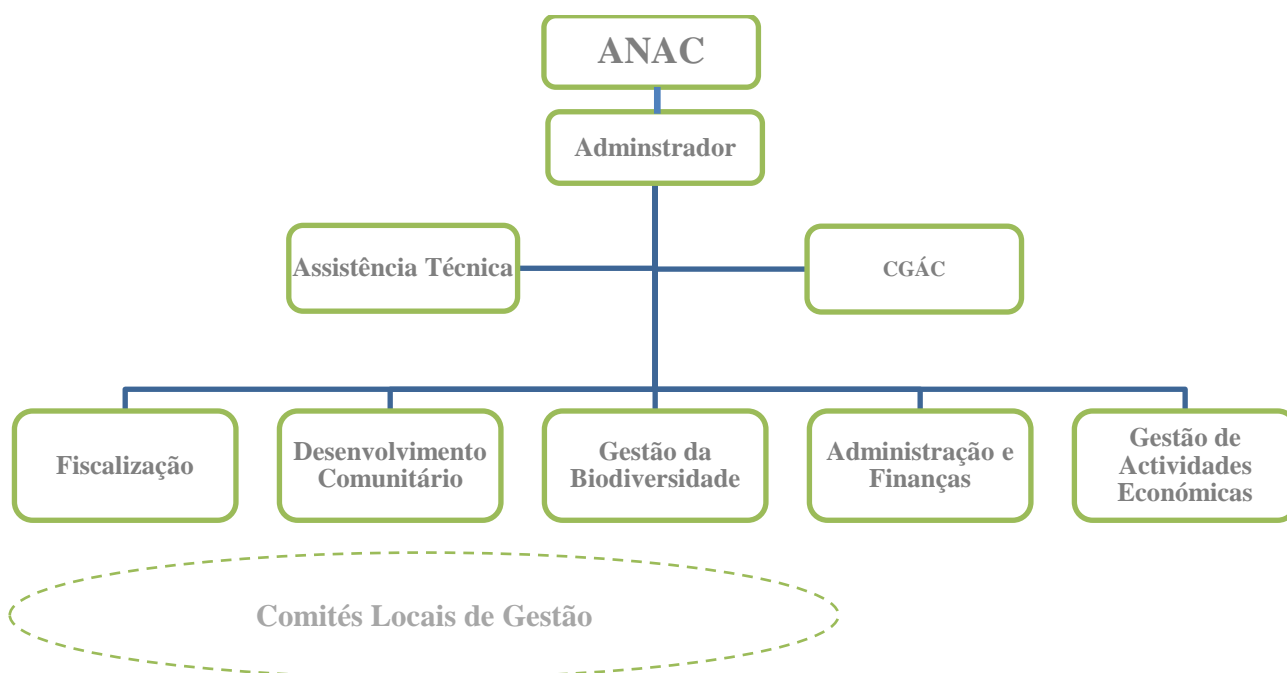 ANAC
Adminstrador
Assistência Técnica
CGÁC
Fiscalização
Desenvolvimento
Comunitário
Gestão da
Biodiversidade
Administração e
Finanças
Gestão de
Actividades
Económicas
Comités Locais de Gestão